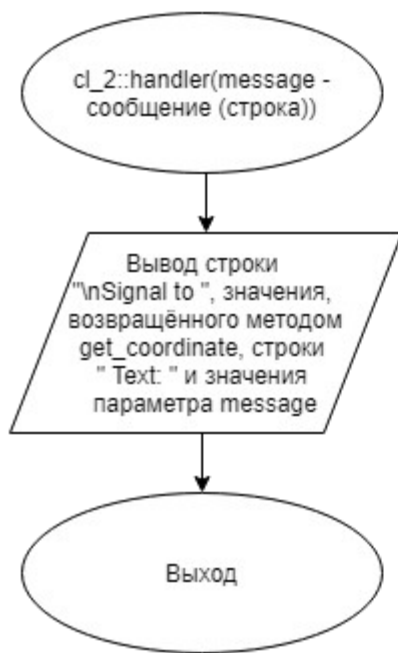 cl_2::handler(message -
сообщение (строка))
Вывод строки
"\nSignal to ", значения,
возвращённого методом
get_coordinate, строки
" Text: " и значения
параметра message
Выход